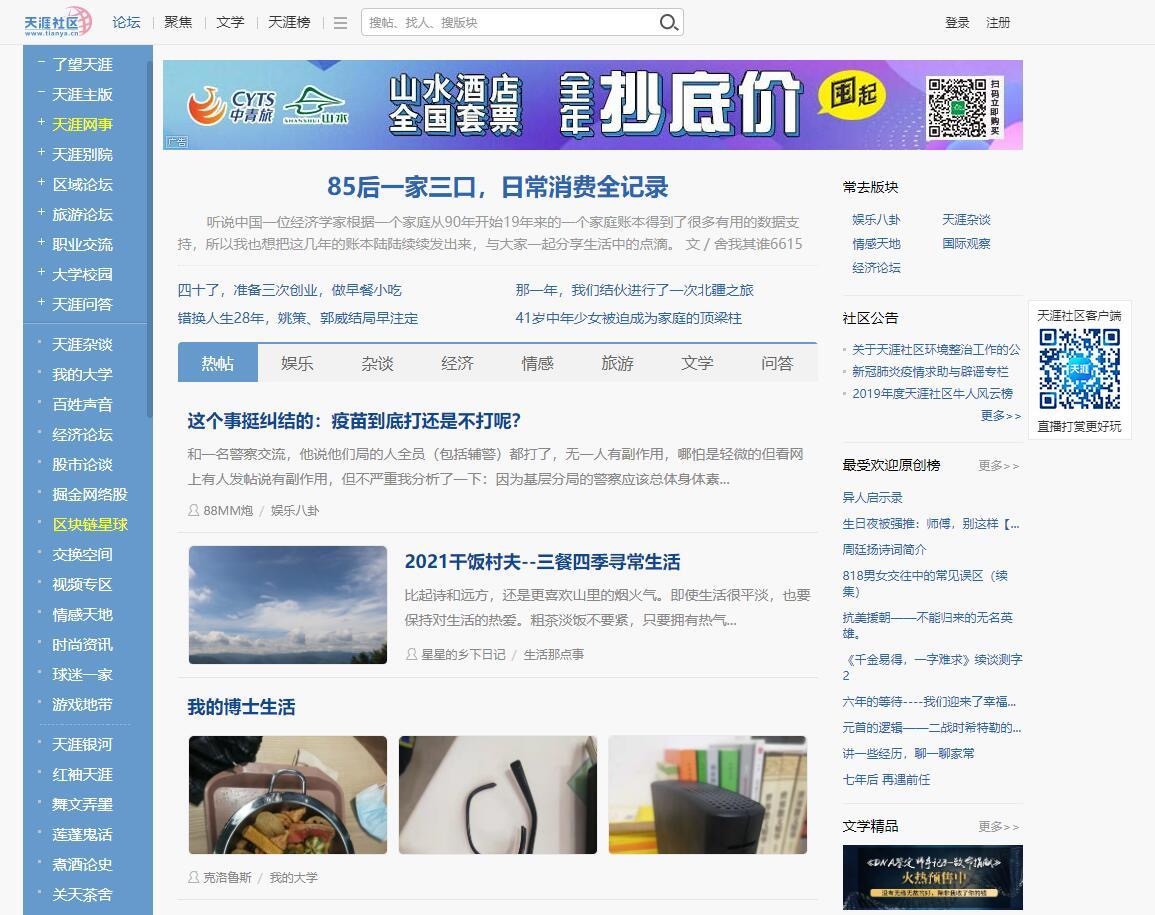 天涯社区
www.tianya.cn
论坛 聚焦 文学 天涯榜
搜帖、找人、搜版块
登录 注册
了望天涯
天涯主版
天涯网事
天涯别院
区域论坛
旅游论坛
职业交流
大学校园
天涯问答
天涯杂谈
我的大学
百姓声音
经济论坛
股市论谈
掘金网络股
区块链星球
交换空间
视频专区
情感天地
时尚资讯
球迷一家
游戏地带
天涯银河
红袖天涯
舞文弄墨
莲蓬鬼话
煮酒论史
关天茶舍
CYTS
中青旅
SHANSHUI 山水
山水酒店
全国套票
全年抄底价
囤起
扫码立即购买
广告
85后一家三口，日常消费全记录
听说中国一位经济学家根据一个家庭从90年开始19年来的一个家庭账本得到了很多有用的数据支
持，所以我也想把这几年的账本陆陆续续发出来，与大家一起分享生活中的点滴。 文 / 舍我其谁6615
四十了，准备三次创业，做早餐小吃
那一年，我们结伙进行了一次北疆之旅
错换人生28年，姚策、郭威结局早注定
41岁中年少女被迫成为家庭的顶梁柱
热帖 娱乐 杂谈 经济 情感 旅游 文学 问答
这个事挺纠结的：疫苗到底打还是不打呢？
和一名警察交流，他说他们局的人全员（包括辅警）都打了，无一人有副作用，哪怕是轻微的但看网
上有人发帖说有副作用，但不严重我分析了一下：因为基层分局的警察应该总体身体素...
88MM炮 / 娱乐八卦
2021干饭村夫--三餐四季寻常生活
比起诗和远方，还是更喜欢山里的烟火气。即使生活很平淡，也要
保持对生活的热爱。粗茶淡饭不要紧，只要拥有热气...
星星的乡下日记 / 生活那点事
我的博士生活
克洛鲁斯 / 我的大学
常去版块
娱乐八卦 天涯杂谈
情感天地 国际观察
经济论坛
社区公告
关于天涯社区环境整治工作的公
新冠肺炎疫情求助与辟谣专栏
2019年度天涯社区牛人风云榜
更多>>
最受欢迎原创榜 更多>>
异人启示录
生日夜被强推：师傅，别这样【...
周廷扬诗词简介
818男女交往中的常见误区（续
集）
抗美援朝——不能归来的无名英
雄。
《千金易得，一字难求》续谈测字
2
六年的等待----我们迎来了幸福...
元首的逻辑——二战时希特勒的...
讲一些经历，聊一聊家常
七年后 再遇前任
文学精品 更多>>
火热预售中
天涯社区客户端
天涯
直播打赏更好玩